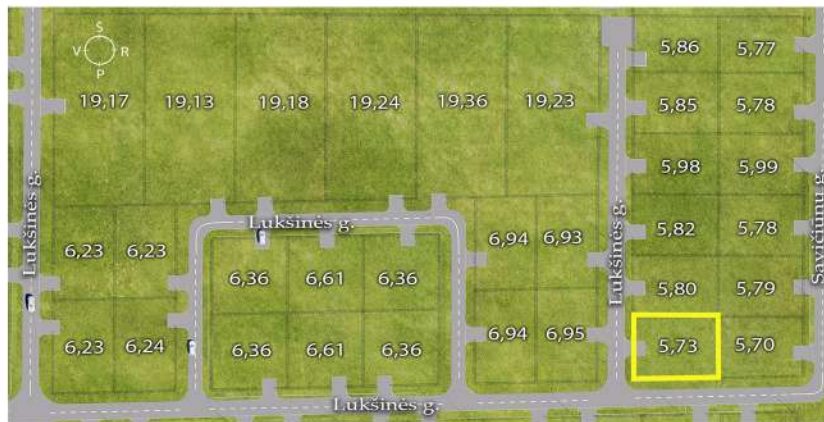 Š
V R
P
5,86 5,77
19,17 19,13 19,18 19,24 19,36 19,23
5,85 5,78
5,98 5,99
Lukšinės g.
Lukšinės g.
Lukšinės g.
Savičiūnų g.
6,23 6,23
6,94 6,93
5,82 5,78
6,36 6,61 6,36
5,80 5,79
6,23 6,24
6,36 6,61 6,36
6,94 6,95
5,73 5,70
Lukšinės g.